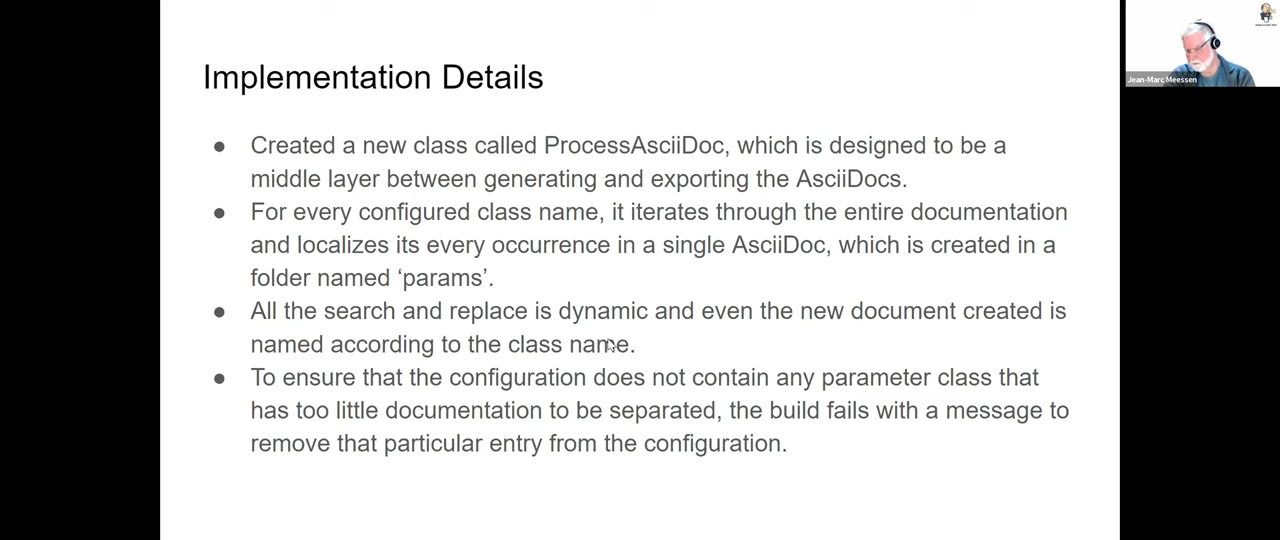 Implementation Details
● Created a new class called ProcessAsciiDoc, which is designed to be a
middle layer between generating and exporting the AsciiDocs.
● For every configured class name, it iterates through the entire documentation
and localizes its every occurrence in a single AsciiDoc, which is created in a
folder named ‘params’.
● All the search and replace is dynamic and even the new document created is
named according to the class name.
● To ensure that the configuration does not contain any parameter class that
has too little documentation to be separated, the build fails with a message to
remove that particular entry from the configuration.
Jean-Marc Meessen